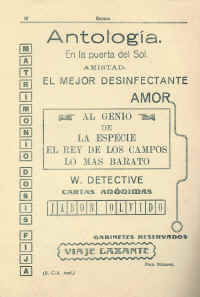 Antología.
En la puerta del Sol.
AMISTAD.
EL MEJOR DESINFECTANTE
AMOR
AL GENIO
DE
LA ESPECIE
EL REY DE LOS CAMPOS
LO MAS BARATO
W. DETECTIVE
CARTAS ANÓNIMAS
JABON OLVIDO
GABINETES RESERVADOS
VIAJE LAXANTE
MATRIMONIO DOSIS FIJA